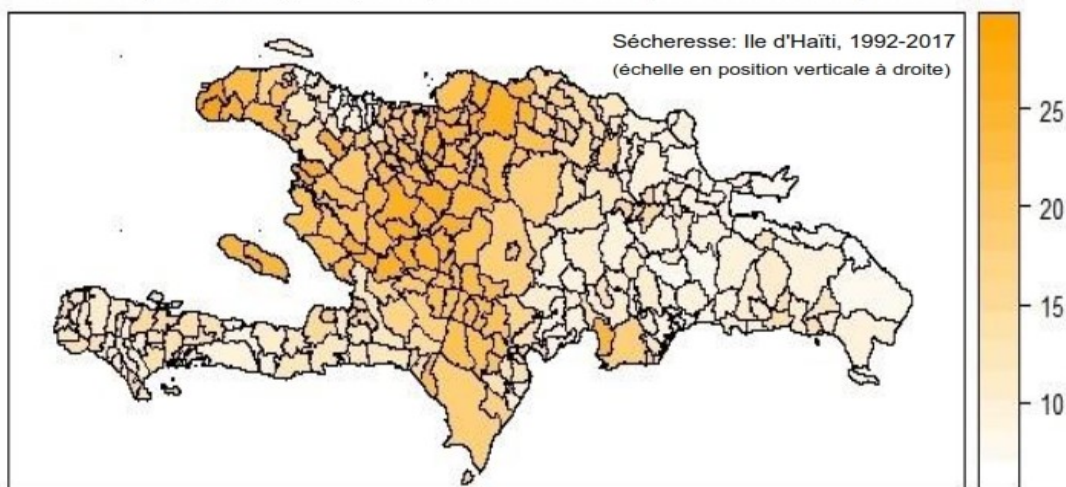 Sécheresse: Ile d'Haïti, 1992-2017
(échelle en position verticale à droite)
25
20
15
10